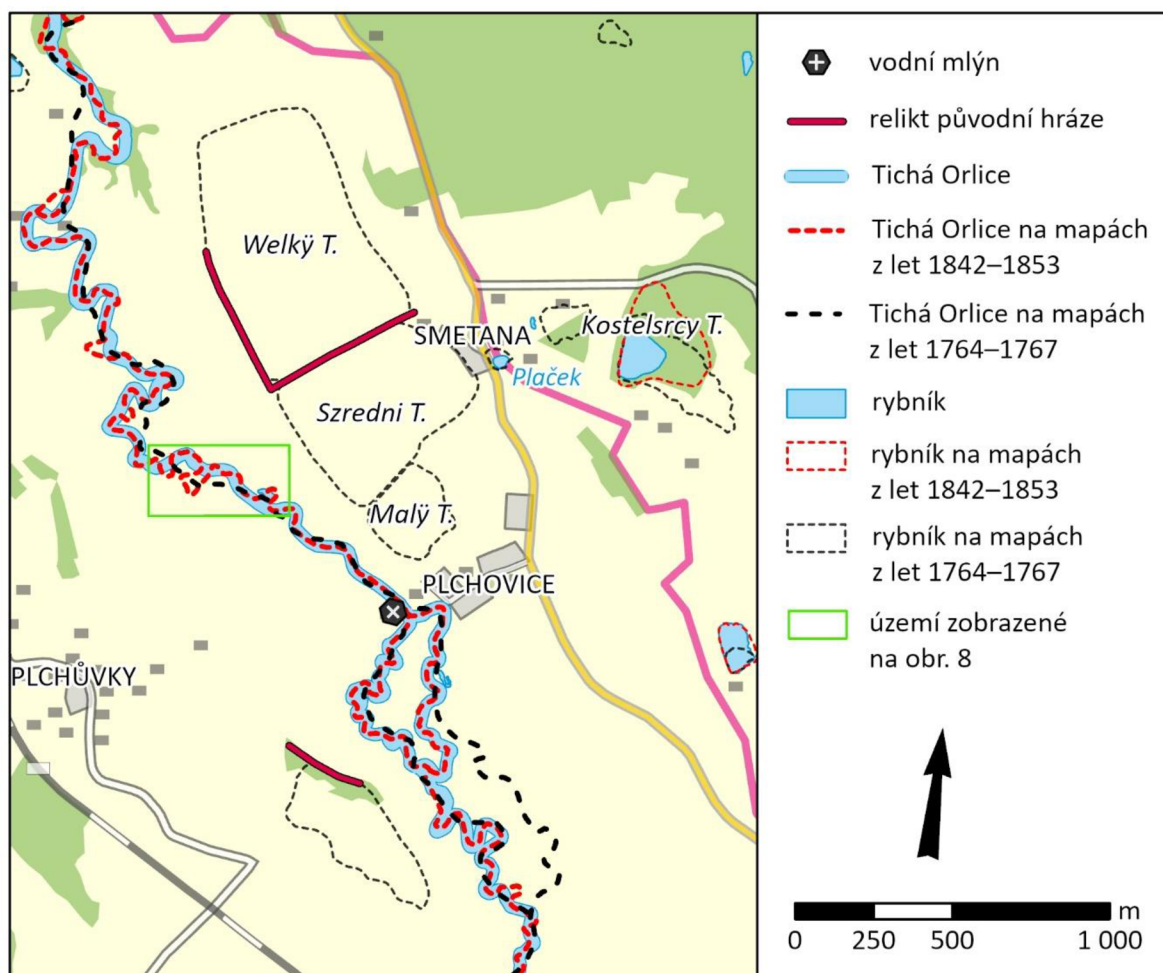 Welkÿ T.
SMETANA
Kostelsrcy T.
Plaček
Szredni T.
Malÿ T.
PLCHOVICE
PLCHŮVKY
vodní mlýn
relikt původní hráze
Tichá Orlice
Tichá Orlice na mapách
z let 1842–1853
Tichá Orlice na mapách
z let 1764–1767
rybník
rybník na mapách
z let 1842–1853
rybník na mapách
z let 1764–1767
území zobrazené
na obr. 8
m
0 250 500 1 000